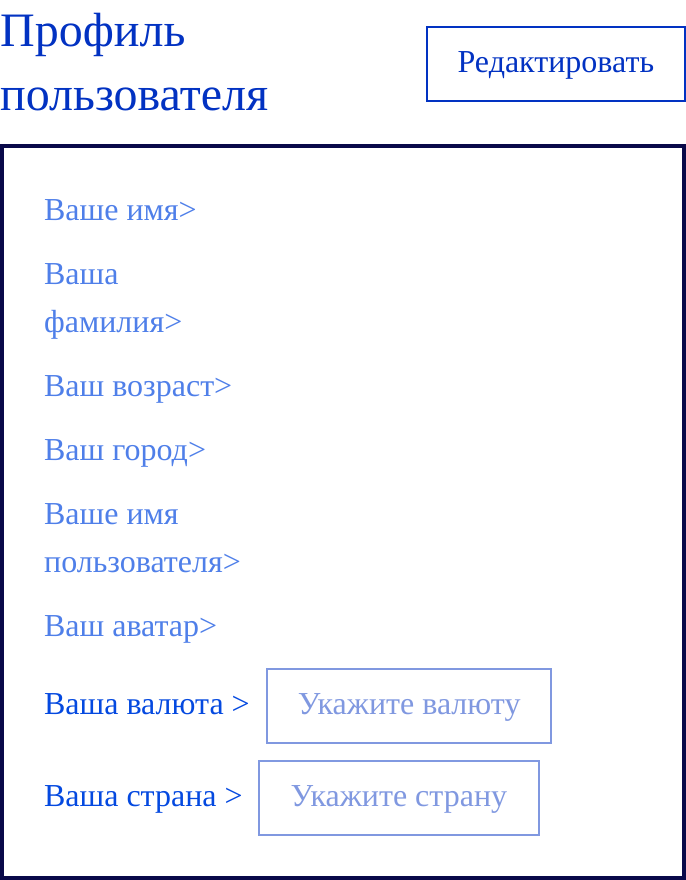 Профиль
пользователя
Редактировать
Ваше имя>
Ваша
фамилия>
Ваш возраст>
Ваш город>
Ваше имя
пользователя>
Ваш аватар>
Ваша валюта > Укажите валюту
Ваша страна > Укажите страну